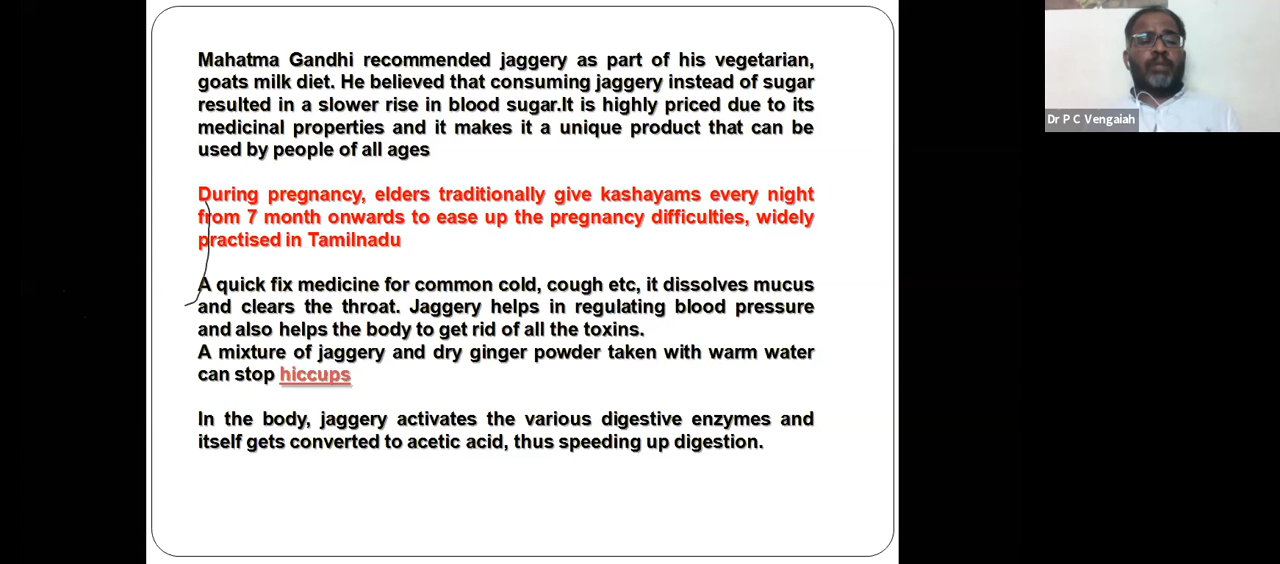 Mahatma Gandhi recommended jaggery as part of his vegetarian,
goats milk diet. He believed that consuming jaggery instead of sugar
resulted in a slower rise in blood sugar.It is highly priced due to its
medicinal properties and it makes it a unique product that can be
used by people of all ages
During pregnancy, elders traditionally give kashayams every night
from 7 month onwards to ease up the pregnancy difficulties, widely
practised in Tamilnadu
A quick fix medicine for common cold, cough etc, it dissolves mucus
and clears the throat. Jaggery helps in regulating blood pressure
and also helps the body to get rid of all the toxins.
A mixture of jaggery and dry ginger powder taken with warm water
can stop hiccups
In the body, jaggery activates the various digestive enzymes and
itself gets converted to acetic acid, thus speeding up digestion.
Dr P C Vengaiah